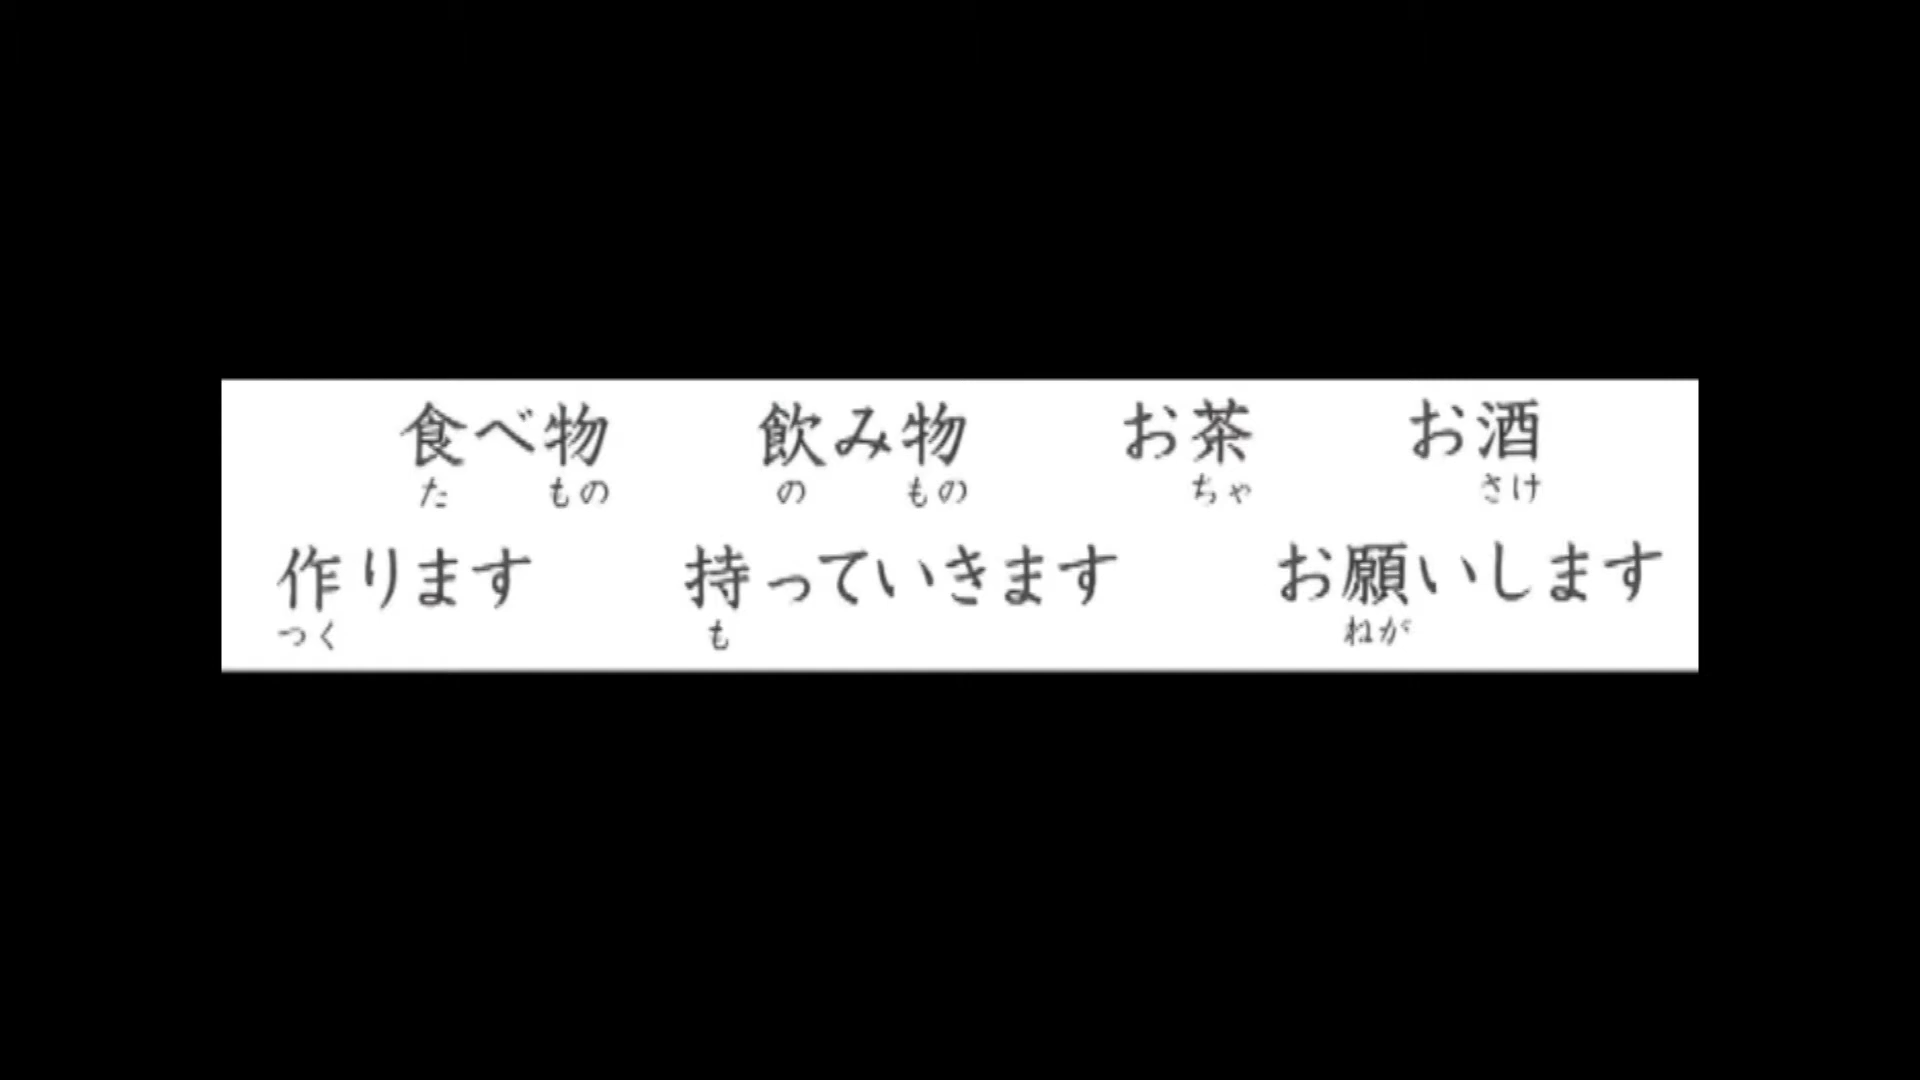 食べ物 飲み物 お茶 お酒
た もの の もの ちゃ さけ
作ります 持っていきます お願いします
つく も ねが